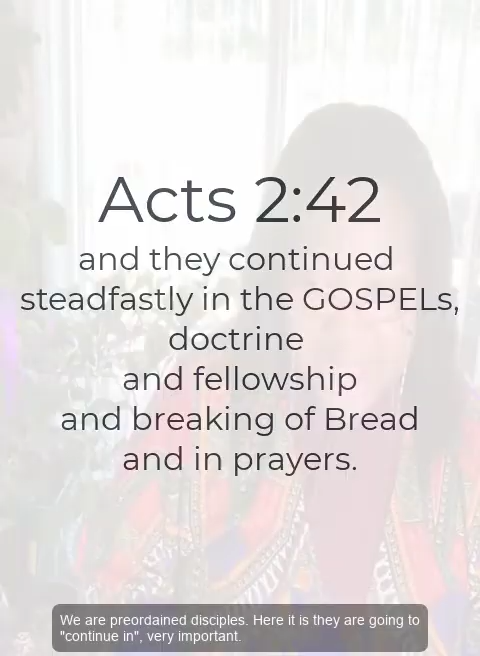 Acts 2:42
and they continued
steadfastly in the GOSPELs,
doctrine
and fellowship
and breaking of Bread
and in prayers.
We are preordained disciples. Here it is they are going to
"continue in", very important.